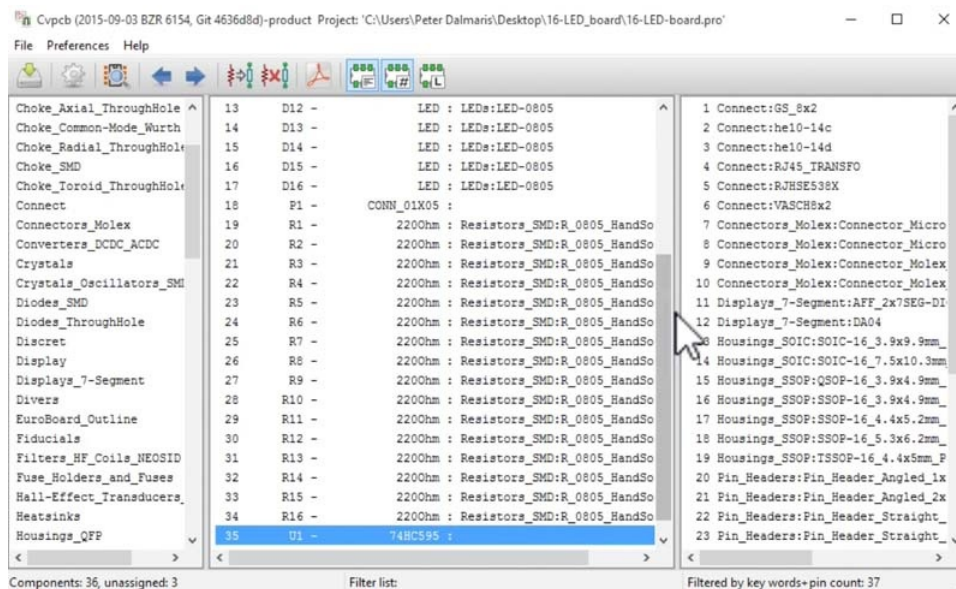 Cvpcb (2015-09-03 BZR 6154, Git 4636d8d)-product Project: 'C:\Users\Peter Dalmaris\Desktop\16-LED_board\16-LED-board.pro'
File Preferences Help
Choke_Axial_ThroughHole
Choke_Common-Mode_Wurth
Choke_Radial_ThroughHole
Choke_SMD
Choke_Toroid_ThroughHole
Connect
Connectors_Molex
Converters_DCDC_ACDC
Crystals
Crystals_Oscillators_SMD
Diodes_SMD
Diodes_ThroughHole
Discret
Display
Displays_7-Segment
Divers
EuroBoard_Outline
Fiducials
Filters_HF_Coils_NEOSID
Fuse_Holders_and_Fuses
Hall-Effect_Transducers_
Heatsinks
Housings_QFP
13 D12 - LED : LEDs:LED-0805
14 D13 - LED : LEDs:LED-0805
15 D14 - LED : LEDs:LED-0805
16 D15 - LED : LEDs:LED-0805
17 D16 - LED : LEDs:LED-0805
18 P1 - CONN_01X05 :
19 R1 - 220Ohm : Resistors_SMD:R_0805_HandSo
20 R2 - 220Ohm : Resistors_SMD:R_0805_HandSo
21 R3 - 220Ohm : Resistors_SMD:R_0805_HandSo
22 R4 - 220Ohm : Resistors_SMD:R_0805_HandSo
23 R5 - 220Ohm : Resistors_SMD:R_0805_HandSo
24 R6 - 220Ohm : Resistors_SMD:R_0805_HandSo
25 R7 - 220Ohm : Resistors_SMD:R_0805_HandSo
26 R8 - 220Ohm : Resistors_SMD:R_0805_HandSo
27 R9 - 220Ohm : Resistors_SMD:R_0805_HandSo
28 R10 - 220Ohm : Resistors_SMD:R_0805_HandSo
29 R11 - 220Ohm : Resistors_SMD:R_0805_HandSo
30 R12 - 220Ohm : Resistors_SMD:R_0805_HandSo
31 R13 - 220Ohm : Resistors_SMD:R_0805_HandSo
32 R14 - 220Ohm : Resistors_SMD:R_0805_HandSo
33 R15 - 220Ohm : Resistors_SMD:R_0805_HandSo
34 R16 - 220Ohm : Resistors_SMD:R_0805_HandSo
35 U1 - 74HC595 :
1 Connect:GS_8x2
2 Connect:he10-14c
3 Connect:he10-14d
4 Connect:RJ45_TRANSFO
5 Connect:RJHSE538X
6 Connect:VASCH8x2
7 Connectors_Molex:Connector_Micro
8 Connectors_Molex:Connector_Micro
9 Connectors_Molex:Connector_Molex
10 Connectors_Molex:Connector_Molex
11 Displays_7-Segment:AFF_2x7SEG-DI
12 Displays_7-Segment:DA04
3 Housings_SOIC:SOIC-16_3.9x9.9mm_
14 Housings_SOIC:SOIC-16_7.5x10.3mm
15 Housings_SSOP:QSOP-16_3.9x4.9mm_
16 Housings_SSOP:SSOP-16_3.9x4.9mm_
17 Housings_SSOP:SSOP-16_4.4x5.2mm_
18 Housings_SSOP:SSOP-16_5.3x6.2mm_
19 Housings_SSOP:TSSOP-16_4.4x5mm_P
20 Pin_Headers:Pin_Header_Angled_1x
21 Pin_Headers:Pin_Header_Angled_2x
22 Pin_Headers:Pin_Header_Straight_
23 Pin_Headers:Pin_Header_Straight_
Components: 36, unassigned: 3
Filter list:
Filtered by key words+pin count: 37